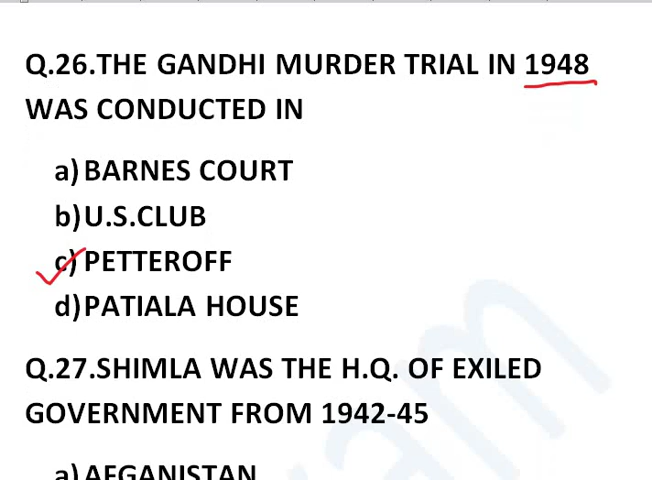 Q.26.THE GANDHI MURDER TRIAL IN 1948
WAS CONDUCTED IN
a)BARNES COURT
b)U.S.CLUB
c)PETTEROFF
d)PATIALA HOUSE
Q.27.SHIMLA WAS THE H.Q. OF EXILED
GOVERNMENT FROM 1942-45
a)AFGANISTAN